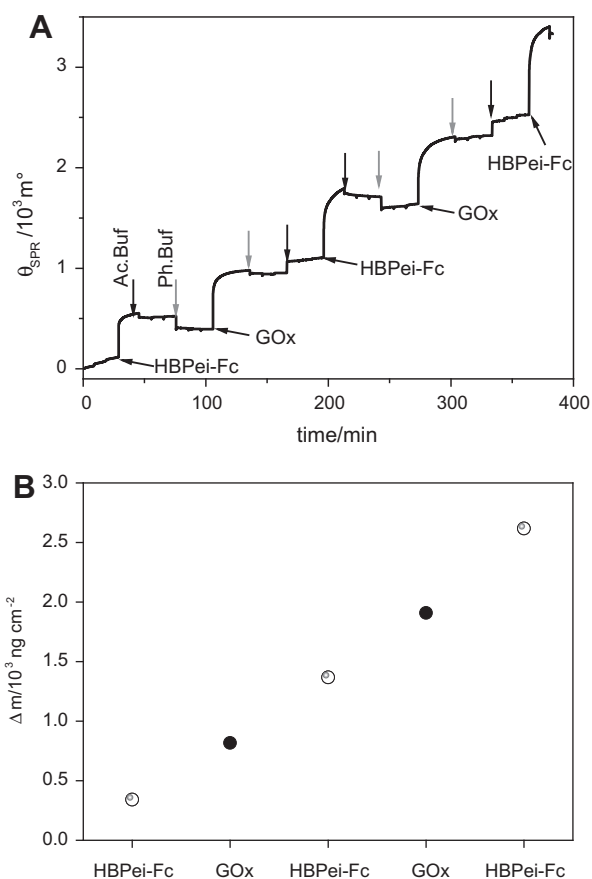 A
θSPR /10³m°
3
2
1
0
Ac.Buf
Ph.Buf
HBPei-Fc
GOx
HBPei-Fc
GOx
HBPei-Fc
0 100 200 300 400
time/min
B
Δm/10³ ng cm⁻²
3.0
2.5
2.0
1.5
1.0
0.5
0.0
HBPei-Fc GOx HBPei-Fc GOx HBPei-Fc